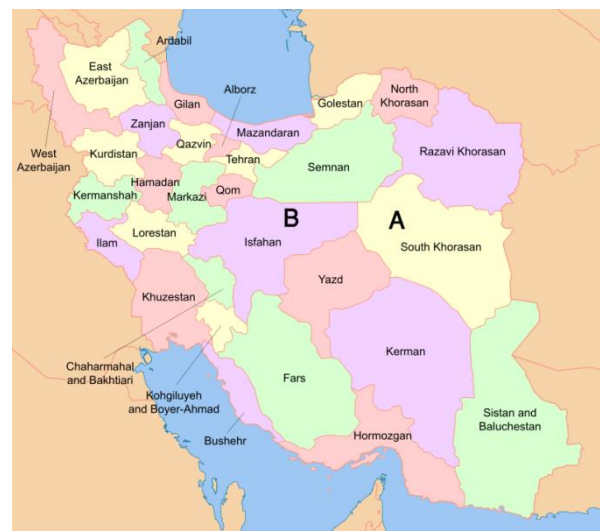 Ardabil
East
Azerbaijan
Alborz
Golestan
North
Khorasan
Gilan
Zanjan
Mazandaran
Razavi Khorasan
Qazvin
West
Azerbaijan
Kurdistan
Tehran
Semnan
Hamadan
Qom
Kermanshah
Markazi
B
A
Lorestan
Ilam
Isfahan
South Khorasan
Yazd
Khuzestan
Kerman
Chaharmahal
and Bakhtiari
Fars
Kohgiluyeh
and Boyer-Ahmad
Sistan and
Baluchestan
Hormozgan
Bushehr